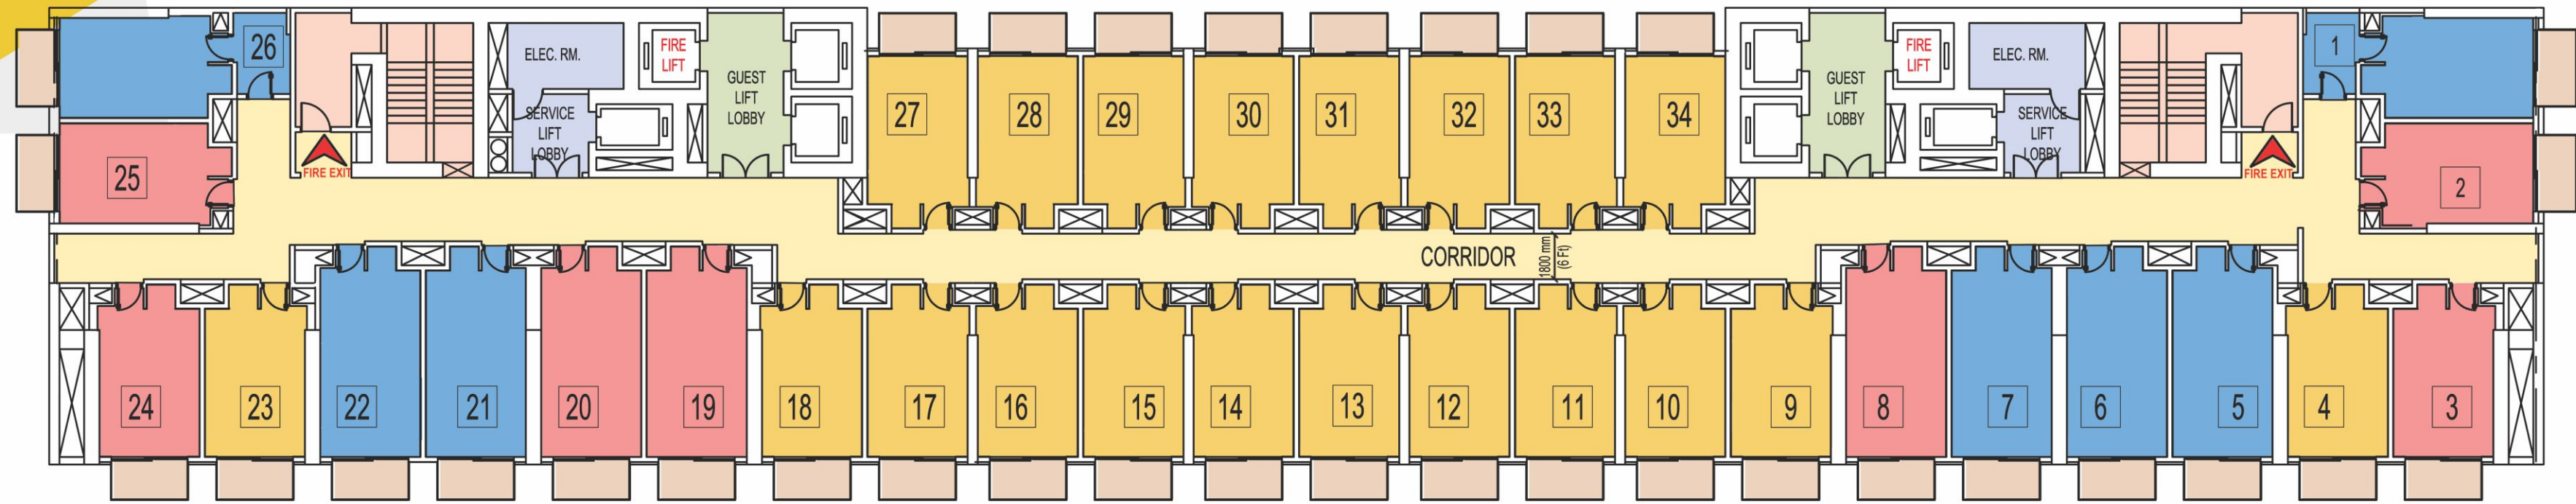 26
ELEC. RM.
FIRE
LIFT
GUEST
LIFT
LOBBY
SERVICE
LIFT
LOBBY
25
FIRE EXIT
27
28
29
30
31
32
33
34
GUEST
LIFT
LOBBY
FIRE
LIFT
ELEC. RM.
SERVICE
LIFT
LOBBY
FIRE EXIT
1
2
CORRIDOR
1800 mm
(6 Ft)
24
23
22
21
20
19
18
17
16
15
14
13
12
11
10
9
8
7
6
5
4
3